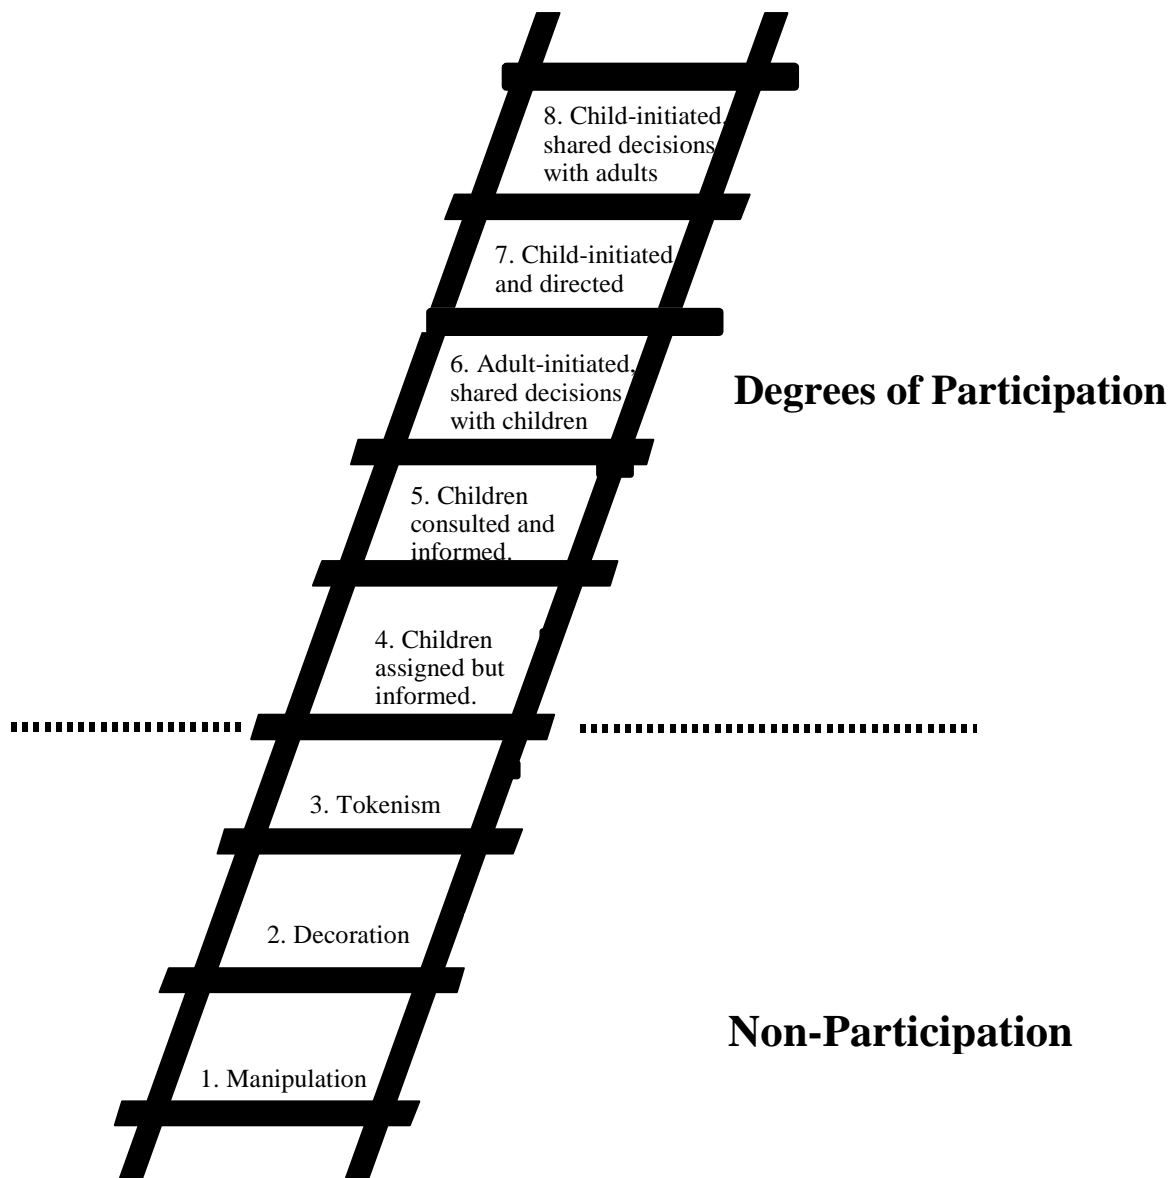 8. Child-initiated,
shared decisions
with adults
7. Child-initiated
and directed
6. Adult-initiated,
shared decisions
with children
Degrees of Participation
5. Children
consulted and
informed.
4. Children
assigned but
informed.
3. Tokenism
2. Decoration
Non-Participation
1. Manipulation